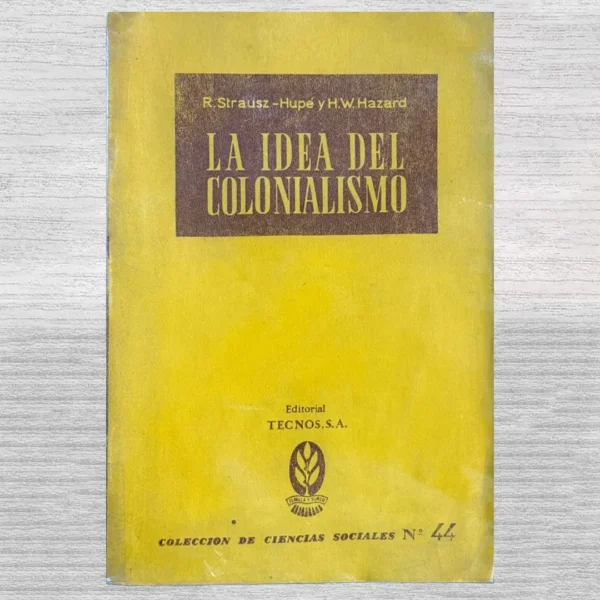 R. Strausz-Hupé y H.W. Hazard
LA IDEA DEL
COLONIALISMO
Editorial
TECNOS, S.A.
COLECCION DE CIENCIAS SOCIALES Nº 44